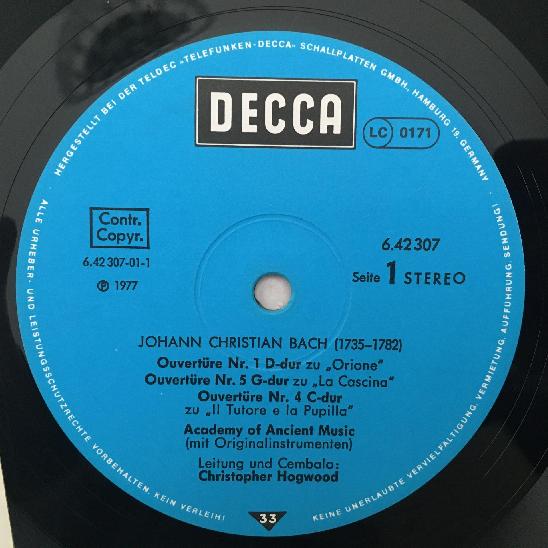 HERGESTELLT BEI DER TELDEC »TELEFUNKEN-DECCA« SCHALLPLATTEN GMBH, HAMBURG 19, GERMANY
DECCA
LC 0171
Contr.
Copyr.
6.42307-01-1
℗ 1977
6.42307
Seite 1 STEREO
JOHANN CHRISTIAN BACH (1735–1782)
Ouvertüre Nr. 1 D-dur zu „Orione“
Ouvertüre Nr. 5 G-dur zu „La Cascina“
Ouvertüre Nr. 4 C-dur
zu „Il Tutore e la Pupilla“
Academy of Ancient Music
(mit Originalinstrumenten)
Leitung und Cembalo:
Christopher Hogwood
33
ALLE URHEBER- UND LEISTUNGSSCHUTZRECHTE VORBEHALTEN. KEIN VERLEIH!
KEINE UNERLAUBTE VERVIELFÄLTIGUNG, VERMIETUNG, AUFFÜHRUNG, SENDUNG!